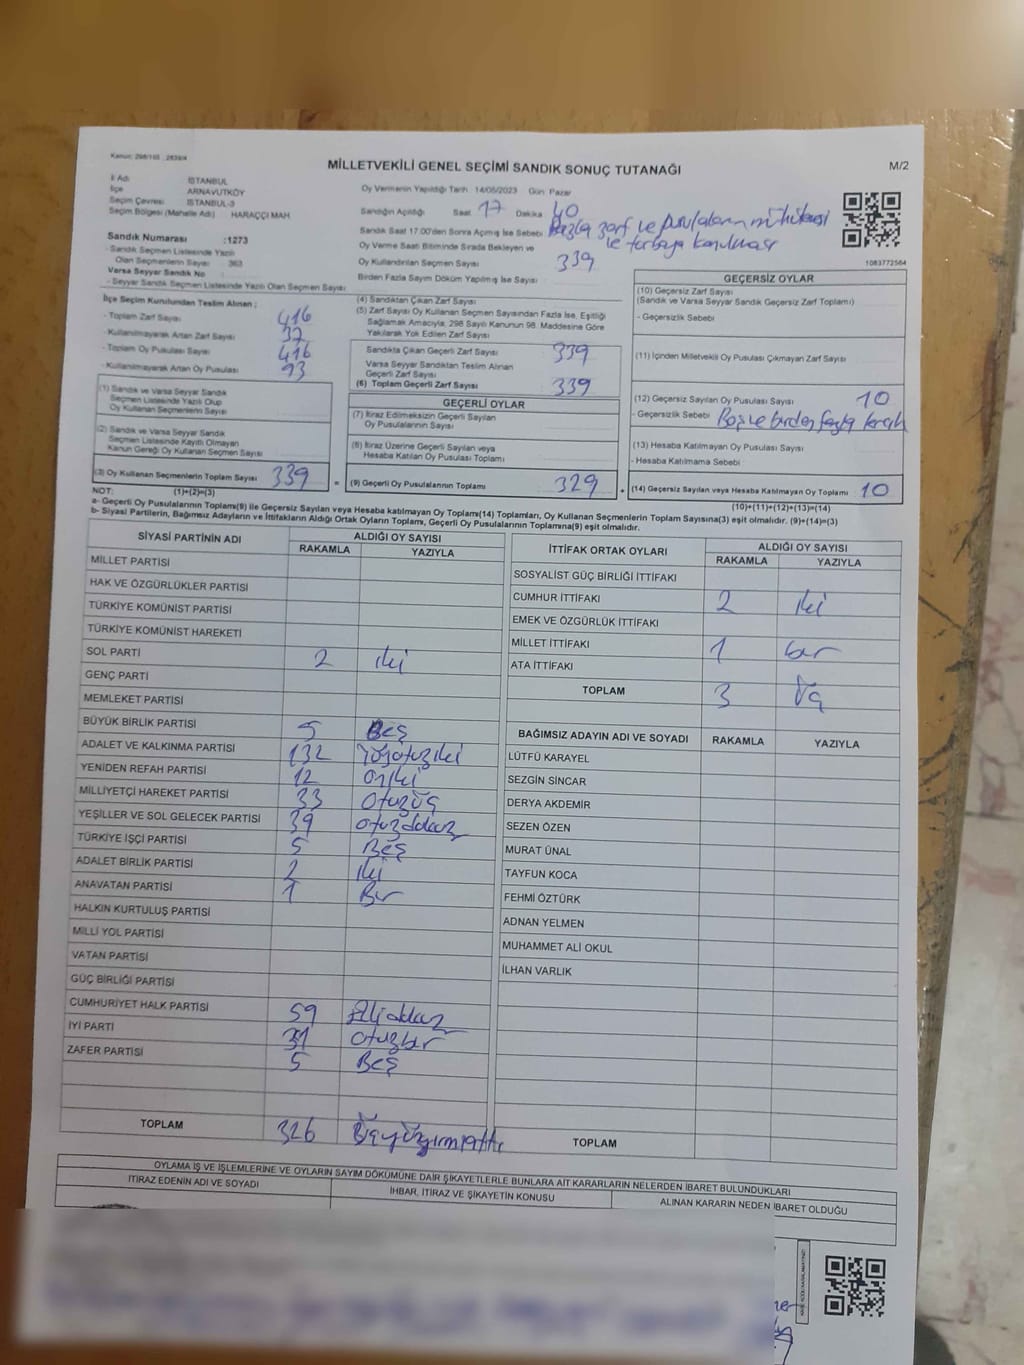 Kanun: 298/105 , 2839/4
MİLLETVEKİLİ GENEL SEÇİMİ SANDIK SONUÇ TUTANAĞI
M/2
İl Adı İSTANBUL
İlçe ARNAVUTKÖY
Seçim Çevresi İSTANBUL-3
Seçim Bölgesi (Mahalle Adı) HARAÇÇI MAH.
Oy Vermenin Yapıldığı Tarih 14/05/2023 Gün: Pazar
Sandığın Açıldığı Saat 17 Dakika 40
Sandık Saat 17:00'den Sonra Açılmış İse Sebebi Fazla zarf ve pusulaların mühürlenmesi
ve torbaya konulması
Oy Verme Saati Bitiminde Sırada Bekleyen ve
Oy Kullandırılan Seçmen Sayısı 339
Birden Fazla Sayım Döküm Yapılmış İse Sayısı
1083772564
Sandık Numarası :1273
- Sandık Seçmen Listesinde Yazılı
Olan Seçmenlerin Sayısı 363
Varsa Seyyar Sandık No
- Seyyar Sandık Seçmen Listesinde Yazılı Olan Seçmen Sayısı
İlçe Seçim Kurulundan Teslim Alınan ;
- Toplam Zarf Sayısı 416
- Kullanılmayarak Artan Zarf Sayısı
- Toplam Oy Pusulası Sayısı 416
- Kullanılmayarak Artan Oy Pusulası 93
(1) Sandık ve Varsa Seyyar Sandık
Seçmen Listesinde Yazılı Olup
Oy Kullanan Seçmenlerin Sayısı
(2) Sandık ve Varsa Seyyar Sandık
Seçmen Listesinde Kayıtlı Olmayan
Kanun Gereği Oy Kullanan Seçmen Sayısı
(3) Oy Kullanan Seçmenlerin Toplam Sayısı 339
(1)+(2)=(3)
(4) Sandıktan Çıkan Zarf Sayısı
(5) Zarf Sayısı Oy Kullanan Seçmen Sayısından Fazla İse, Eşitliği
Sağlamak Amacıyla; 298 Sayılı Kanunun 98. Maddesine Göre
Yakılarak Yok Edilen Zarf Sayısı
Sandıkta Çıkan Geçerli Zarf Sayısı 339
Varsa Seyyar Sandıktan Teslim Alınan
Geçerli Zarf Sayısı
(6) Toplam Geçerli Zarf Sayısı 339
GEÇERLİ OYLAR
(7) İtiraz Edilmeksizin Geçerli Sayılan
Oy Pusulalarının Sayısı
(8) İtiraz Üzerine Geçerli Sayılan veya
Hesaba Katılan Oy Pusulası Toplamı
= (9) Geçerli Oy Pusulalarının Toplamı 329
GEÇERSİZ OYLAR
(10) Geçersiz Zarf Sayısı
(Sandık ve Varsa Seyyar Sandık Geçersiz Zarf Toplamı)
- Geçersizlik Sebebi
(11) İçinden Milletvekili Oy Pusulası Çıkmayan Zarf Sayısı
(12) Geçersiz Sayılan Oy Pusulası Sayısı 10
- Geçersizlik Sebebi Boş ve birden fazla
(13) Hesaba Katılmayan Oy Pusulası Sayısı
- Hesaba Katılmama Sebebi
+ (14) Geçersiz Sayılan veya Hesaba Katılmayan Oy Toplamı 10
(10)+(11)+(12)+(13)=(14)
NOT:
a- Geçerli Oy Pusulalarının Toplamı(9) ile Geçersiz Sayılan veya Hesaba Katılmayan Oy Toplam(14) Toplamları, Oy Kullanan Seçmenlerin Toplam Sayısına(3) eşit olmalıdır. (9)+(14)=(3)
b- Siyasi Partilerin, Bağımsız Adayların ve İttifakların Aldığı Ortak Oyların Toplamı, Geçerli Oy Pusulalarının Toplamına(9) eşit olmalıdır.
SİYASİ PARTİNİN ADI ALDIĞI OY SAYISI
RAKAMLA YAZIYLA
MİLLET PARTİSİ
HAK VE ÖZGÜRLÜKLER PARTİSİ
TÜRKİYE KOMÜNİST PARTİSİ
TÜRKİYE KOMÜNİST HAREKETİ
SOL PARTİ 2 iki
GENÇ PARTİ
MEMLEKET PARTİSİ
BÜYÜK BİRLİK PARTİSİ 5 Beş
ADALET VE KALKINMA PARTİSİ 132 Yüzotuziki
YENİDEN REFAH PARTİSİ 12 oniki
MİLLİYETÇİ HAREKET PARTİSİ 33 otuzüç
YEŞİLLER VE SOL GELECEK PARTİSİ 39 otuzdokuz
TÜRKİYE İŞÇİ PARTİSİ 5 Beş
ADALET BİRLİK PARTİSİ 2 iki
ANAVATAN PARTİSİ 1 Bir
HALKIN KURTULUŞ PARTİSİ
MİLLİ YOL PARTİSİ
VATAN PARTİSİ
GÜÇ BİRLİĞİ PARTİSİ
CUMHURİYET HALK PARTİSİ 59 Ellidokuz
İYİ PARTİ 31 otuzbir
ZAFER PARTİSİ 5 Beş
TOPLAM 326 Üçyüzyirmialtı
İTTİFAK ORTAK OYLARI ALDIĞI OY SAYISI
RAKAMLA YAZIYLA
SOSYALİST GÜÇ BİRLİĞİ İTTİFAKI
CUMHUR İTTİFAKI 2 iki
EMEK VE ÖZGÜRLÜK İTTİFAKI
MİLLET İTTİFAKI 1 bir
ATA İTTİFAKI
TOPLAM 3 Üç
BAĞIMSIZ ADAYIN ADI VE SOYADI RAKAMLA YAZIYLA
LÜTFÜ KARAYEL
SEZGİN SİNCAR
DERYA AKDEMİR
SEZEN ÖZEN
MURAT ÜNAL
TAYFUN KOCA
FEHMİ ÖZTÜRK
ADNAN YELMEN
MUHAMMET ALİ OKUL
İLHAN VARLIK
TOPLAM
OYLAMA İŞ VE İŞLEMLERİNE VE OYLARIN SAYIM DÖKÜMÜNE DAİR ŞİKAYETLERLE BUNLARA AİT KARARLARIN NELERDEN İBARET BULUNDUKLARI
İTİRAZ EDENİN ADI VE SOYADI
İHBAR, İTİRAZ VE ŞİKAYETİN KONUSU
ALINAN KARARIN NEDEN İBARET OLDUĞU